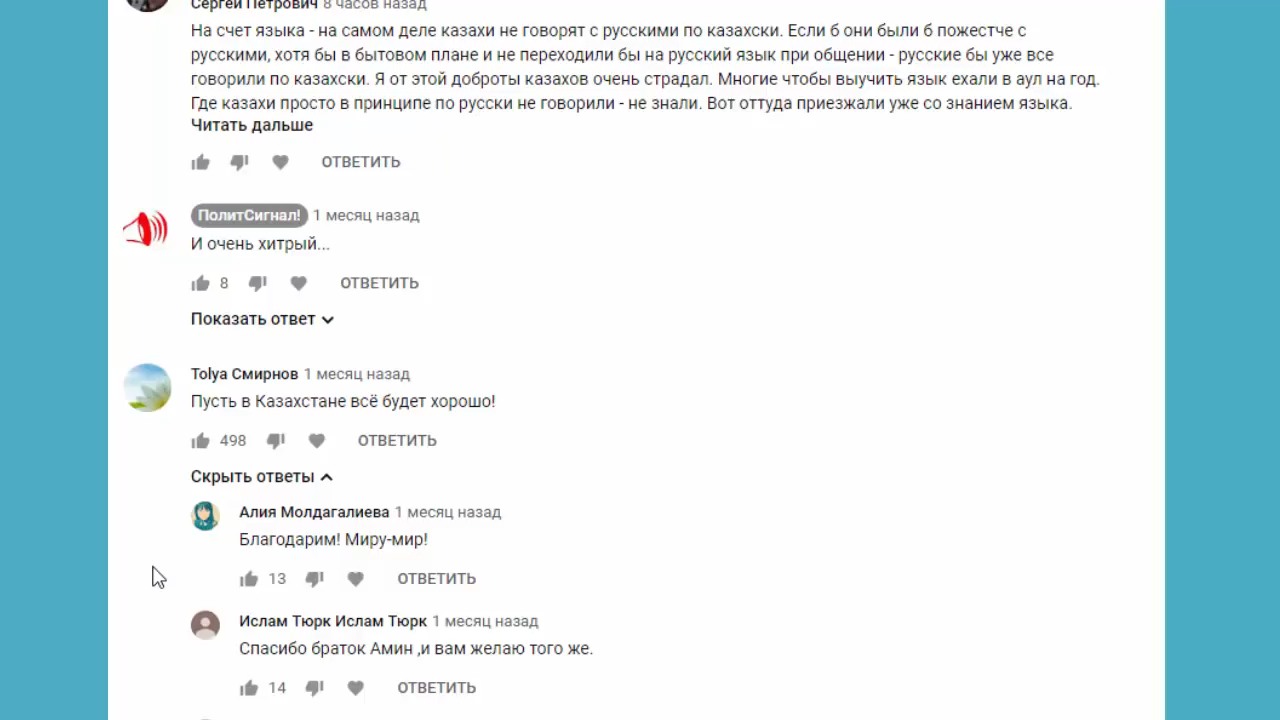 Сергей Петрович 8 часов назад
На счет языка - на самом деле казахи не говорят с русскими по казахски. Если б они были б пожестче с
русскими, хотя бы в бытовом плане и не переходили бы на русский язык при общении - русские бы уже все
говорили по казахски. Я от этой доброты казахов очень страдал. Многие чтобы выучить язык ехали в аул на год.
Где казахи просто в принципе по русски не говорили - не знали. Вот оттуда приезжали уже со знанием языка.
Читать дальше
ОТВЕТИТЬ
ПолитСигнал! 1 месяц назад
И очень хитрый...
8 ОТВЕТИТЬ
Показать ответ
Tolya Смирнов 1 месяц назад
Пусть в Казахстане всё будет хорошо!
498 ОТВЕТИТЬ
Скрыть ответы
Алия Молдагалиева 1 месяц назад
Благодарим! Миру-мир!
13 ОТВЕТИТЬ
Ислам Тюрк Ислам Тюрк 1 месяц назад
Спасибо браток Амин ,и вам желаю того же.
14 ОТВЕТИТЬ